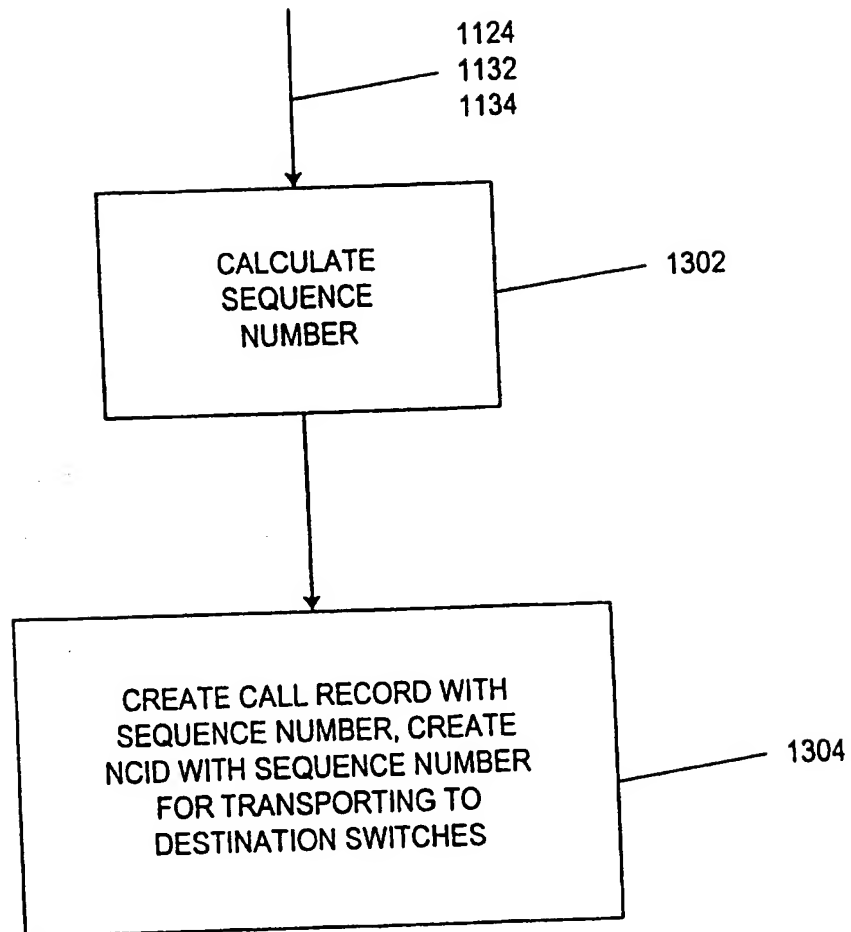 1124
1132
1134
CALCULATE
SEQUENCE
NUMBER
1302
CREATE CALL RECORD WITH
SEQUENCE NUMBER, CREATE
NCID WITH SEQUENCE NUMBER
FOR TRANSPORTING TO
DESTINATION SWITCHES
1304